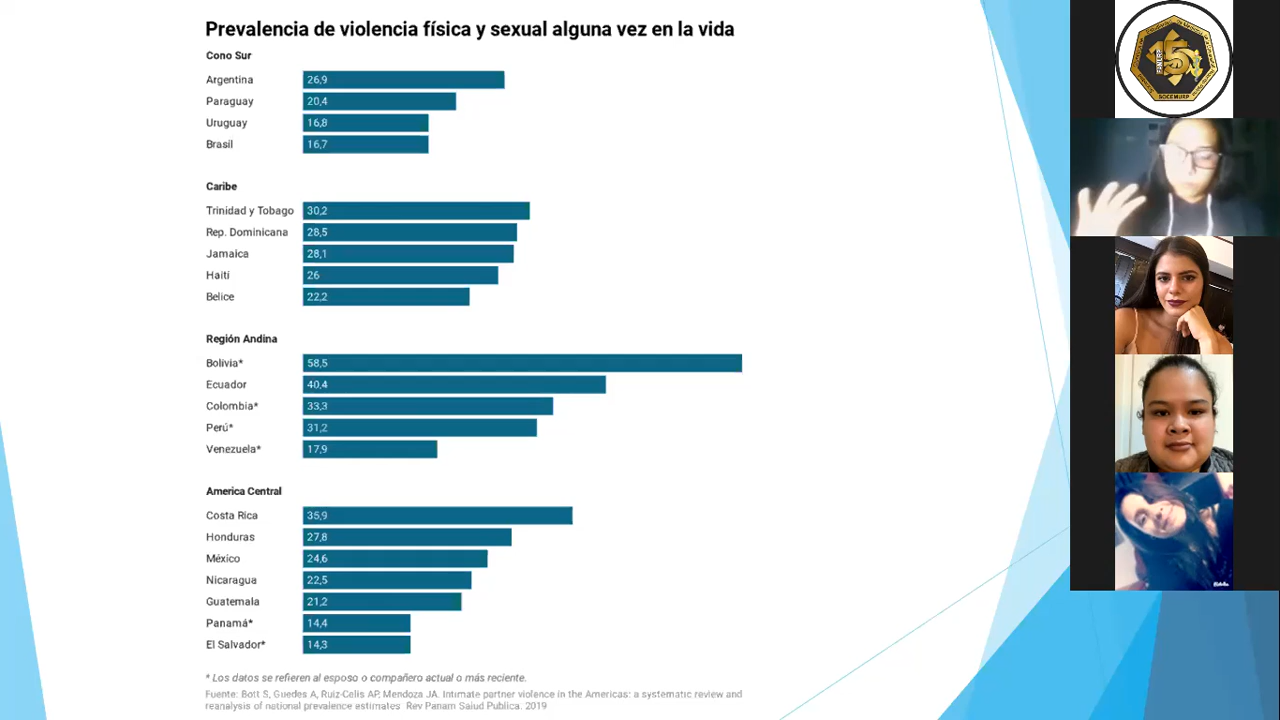 Prevalencia de violencia física y sexual alguna vez en la vida
Cono Sur
Argentina 26,9
Paraguay 20,4
Uruguay 16,8
Brasil 16,7
Caribe
Trinidad y Tobago 30,2
Rep. Dominicana 28,5
Jamaica 28,1
Haití 26
Belice 22,2
Región Andina
Bolivia* 58,5
Ecuador 40,4
Colombia* 33,3
Perú* 31,2
Venezuela* 17,9
America Central
Costa Rica 35,9
Honduras 27,8
México 24,6
Nicaragua 22,5
Guatemala 21,2
Panamá* 14,4
El Salvador* 14,3
* Los datos se refieren al esposo o compañero actual o más reciente.
Fuente: Bott S, Guedes A, Ruiz-Celis AP, Mendoza JA. Intimate partner violence in the Americas: a systematic review and
reanalysis of national prevalence estimates. Rev Panam Salud Publica. 2019
15
SOCEMURP